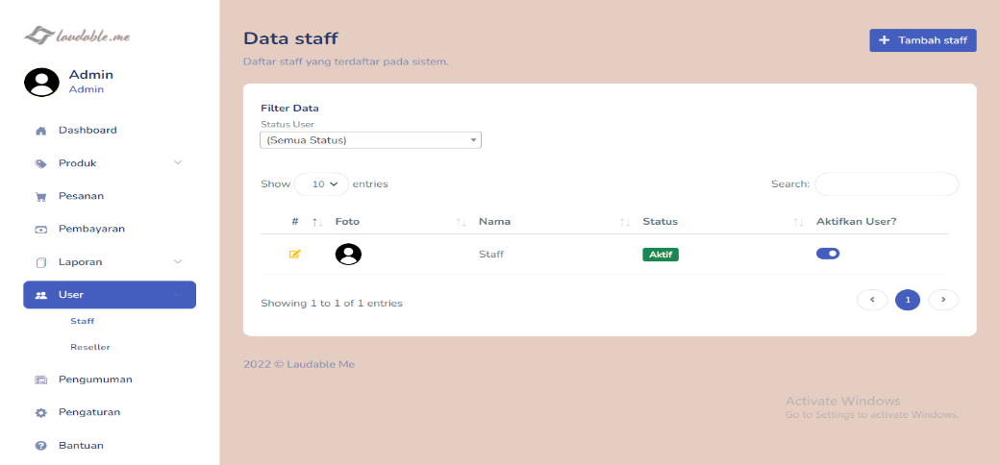 laudable.me
Admin
Admin
Dashboard
Produk
Pesanan
Pembayaran
Laporan
User
Staff
Reseller
Pengumuman
Pengaturan
Bantuan
Data staff
Tambah staff
Daftar staff yang terdaftar pada sistem.
Filter Data
Status User
(Semua Status)
Show 10 entries Search:
# Foto Nama Status Aktifkan User?
Staff Aktif
Showing 1 to 1 of 1 entries
1
2022 © Laudable Me
Activate Windows
Go to Settings to activate Windows.